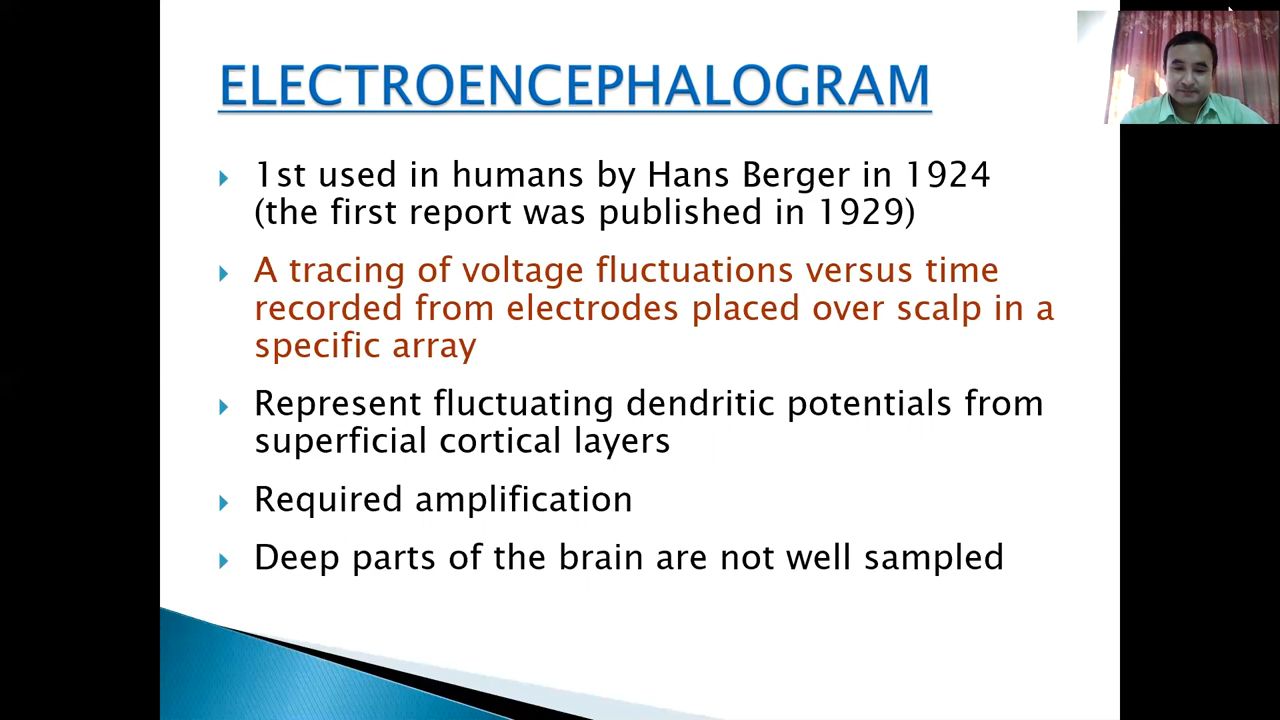 ELECTROENCEPHALOGRAM
1st used in humans by Hans Berger in 1924
(the first report was published in 1929)
A tracing of voltage fluctuations versus time
recorded from electrodes placed over scalp in a
specific array
Represent fluctuating dendritic potentials from
superficial cortical layers
Required amplification
Deep parts of the brain are not well sampled